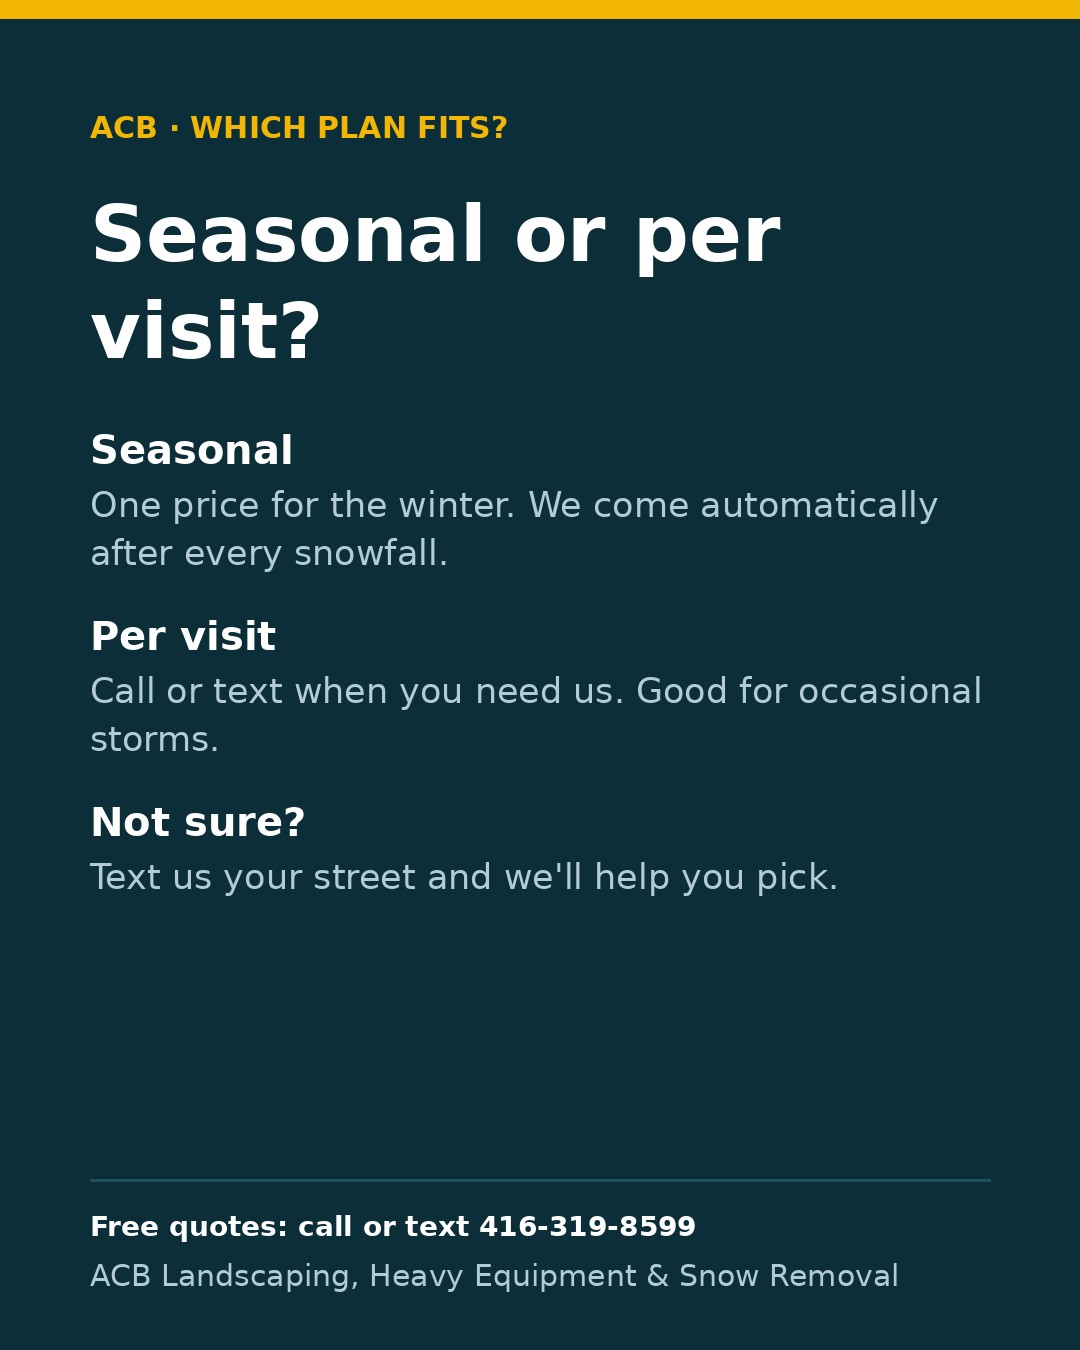 ACB · WHICH PLAN FITS?
Seasonal or per
visit?
Seasonal
One price for the winter. We come automatically
after every snowfall.
Per visit
Call or text when you need us. Good for occasional
storms.
Not sure?
Text us your street and we'll help you pick.
Free quotes: call or text 416-319-8599
ACB Landscaping, Heavy Equipment & Snow Removal